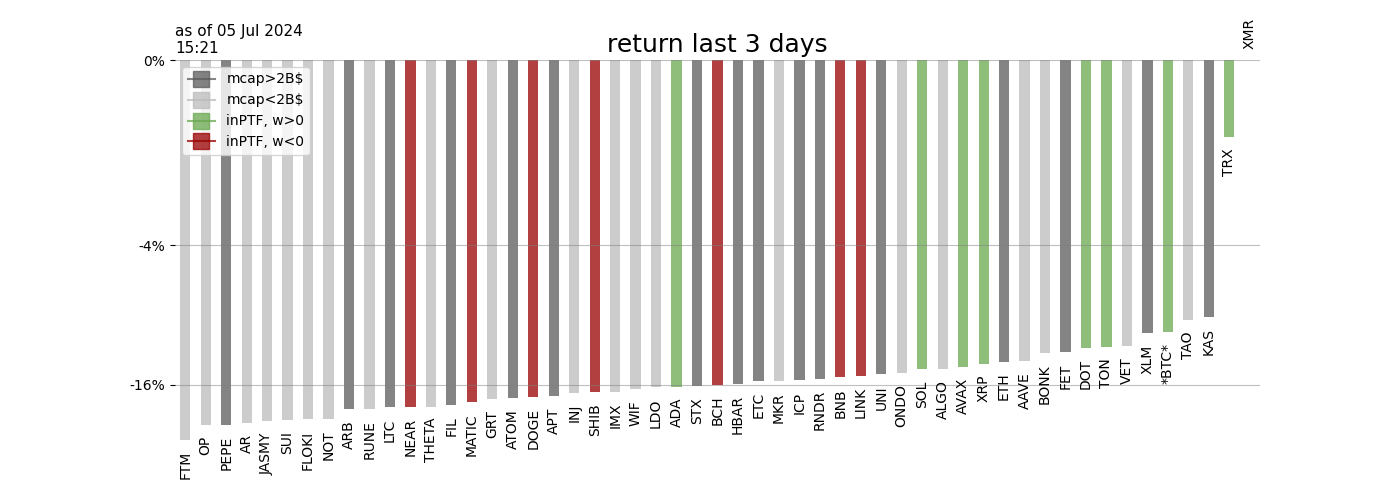 as of 05 Jul 2024
15:21
return last 3 days
XMR
0%
mcap>2B$
mcap<2B$
inPTF, w>0
inPTF, w<0
TRX
-4%
-16%
FTM
OP
PEPE
AR
JASMY
SUI
FLOKI
NOT
ARB
RUNE
LTC
NEAR
THETA
FIL
MATIC
GRT
ATOM
DOGE
APT
INJ
SHIB
IMX
WIF
LDO
ADA
STX
BCH
HBAR
ETC
MKR
ICP
RNDR
BNB
LINK
UNI
ONDO
SOL
ALGO
AVAX
XRP
ETH
AAVE
BONK
FET
DOT
TON
VET
XLM
*BTC*
TAO
KAS